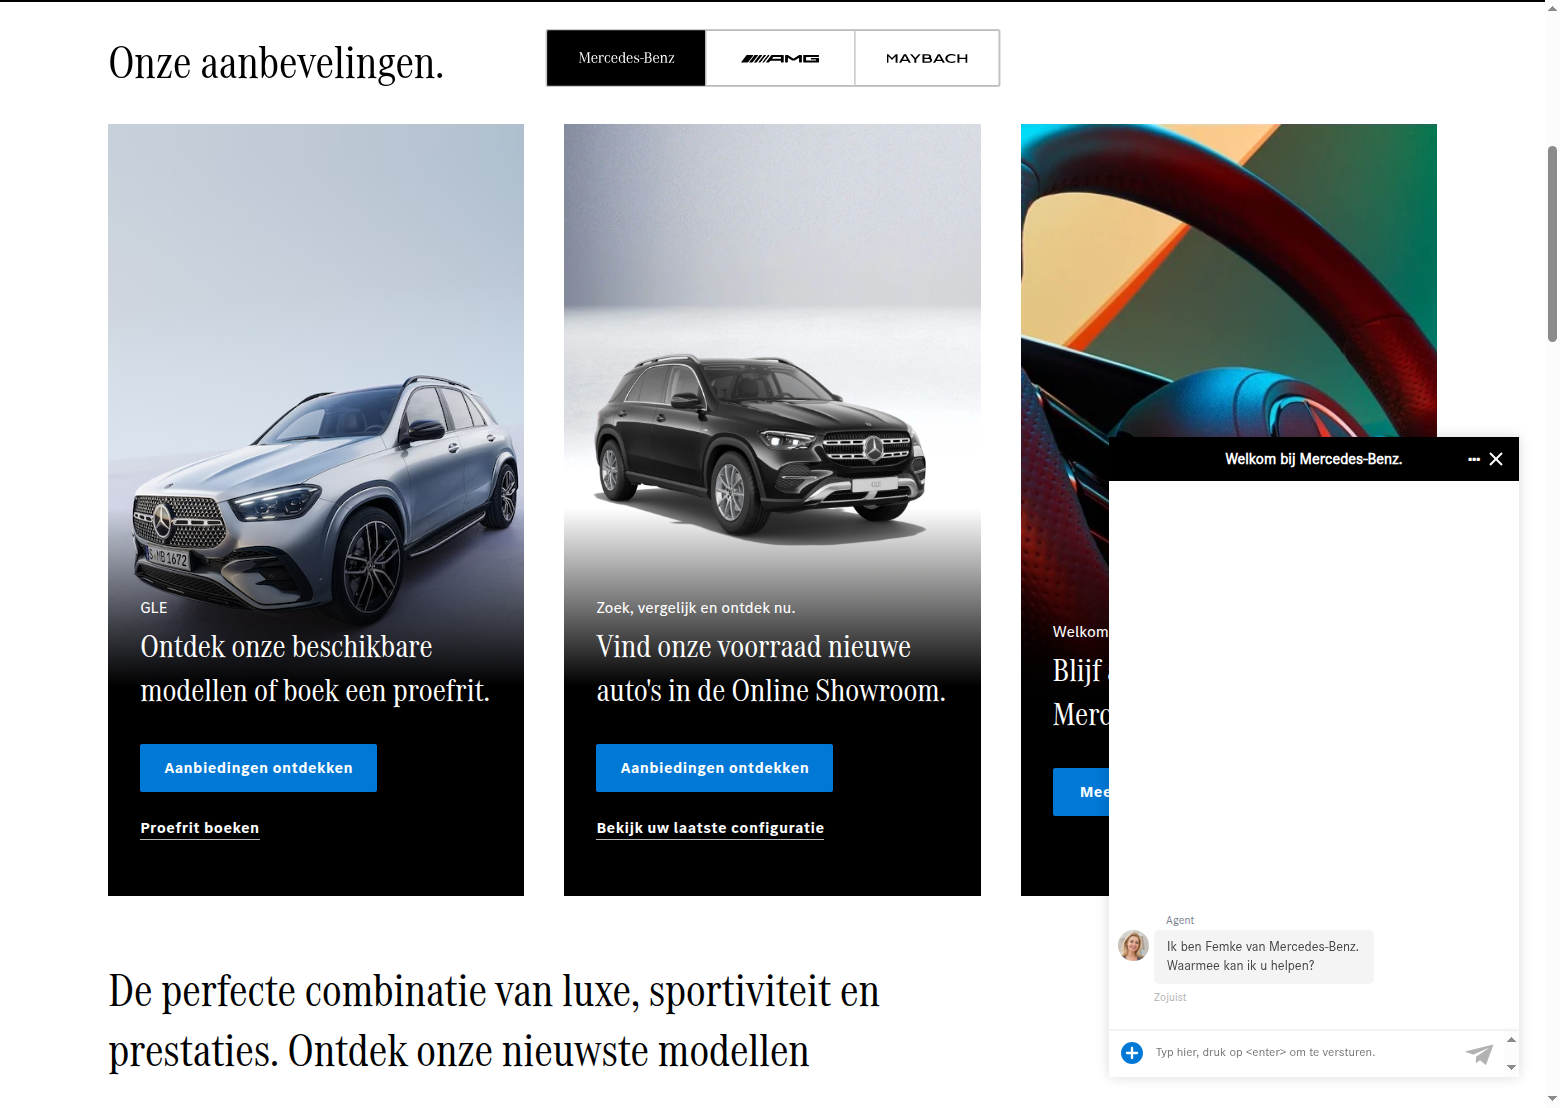 Onze aanbevelingen.
Mercedes-Benz
AMG
MAYBACH
S·MB 1672
GLE
Ontdek onze beschikbare
modellen of boek een proefrit.
Aanbiedingen ontdekken
Proefrit boeken
GLE
Zoek, vergelijk en ontdek nu.
Vind onze voorraad nieuwe
auto's in de Online Showroom.
Aanbiedingen ontdekken
Bekijk uw laatste configuratie
Welkom
Blijf
Merc
Mee
Welkom bij Mercedes-Benz.
Agent
Ik ben Femke van Mercedes-Benz.
Waarmee kan ik u helpen?
Zojuist
Typ hier, druk op <enter> om te versturen.
De perfecte combinatie van luxe, sportiviteit en
prestaties. Ontdek onze nieuwste modellen